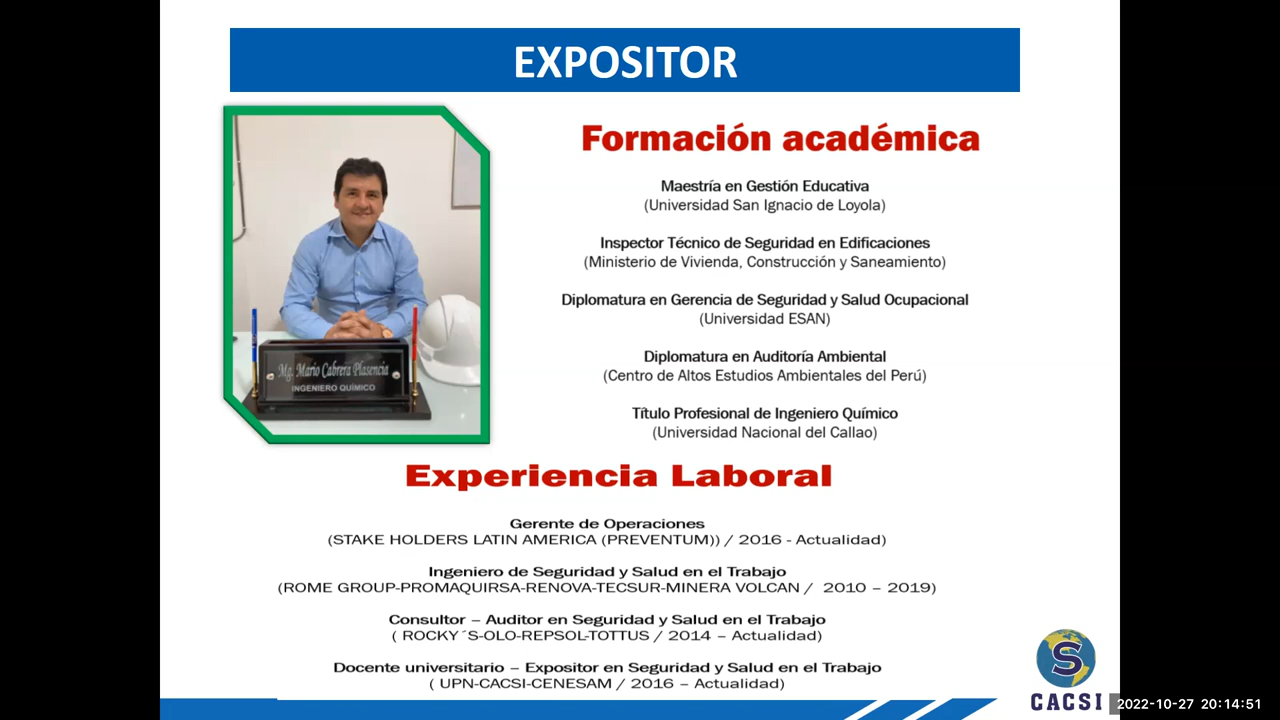 EXPOSITOR
Formación académica
Maestría en Gestión Educativa
(Universidad San Ignacio de Loyola)
Inspector Técnico de Seguridad en Edificaciones
(Ministerio de Vivienda, Construcción y Saneamiento)
Diplomatura en Gerencia de Seguridad y Salud Ocupacional
(Universidad ESAN)
Diplomatura en Auditoría Ambiental
(Centro de Altos Estudios Ambientales del Perú)
Título Profesional de Ingeniero Químico
(Universidad Nacional del Callao)
Mg. Mario Cabrera Plasencia
INGENIERO QUÍMICO
Experiencia Laboral
Gerente de Operaciones
(STAKE HOLDERS LATIN AMERICA (PREVENTUM)) / 2016 - Actualidad)
Ingeniero de Seguridad y Salud en el Trabajo
(ROME GROUP-PROMAQUIRSA-RENOVA-TECSUR-MINERA VOLCAN / 2010 – 2019)
Consultor – Auditor en Seguridad y Salud en el Trabajo
( ROCKY´S-OLO-REPSOL-TOTTUS / 2014 – Actualidad)
Docente universitario – Expositor en Seguridad y Salud en el Trabajo
( UPN-CACSI-CENESAM / 2016 – Actualidad)
S
CACSI
2022-10-27 20:14:51